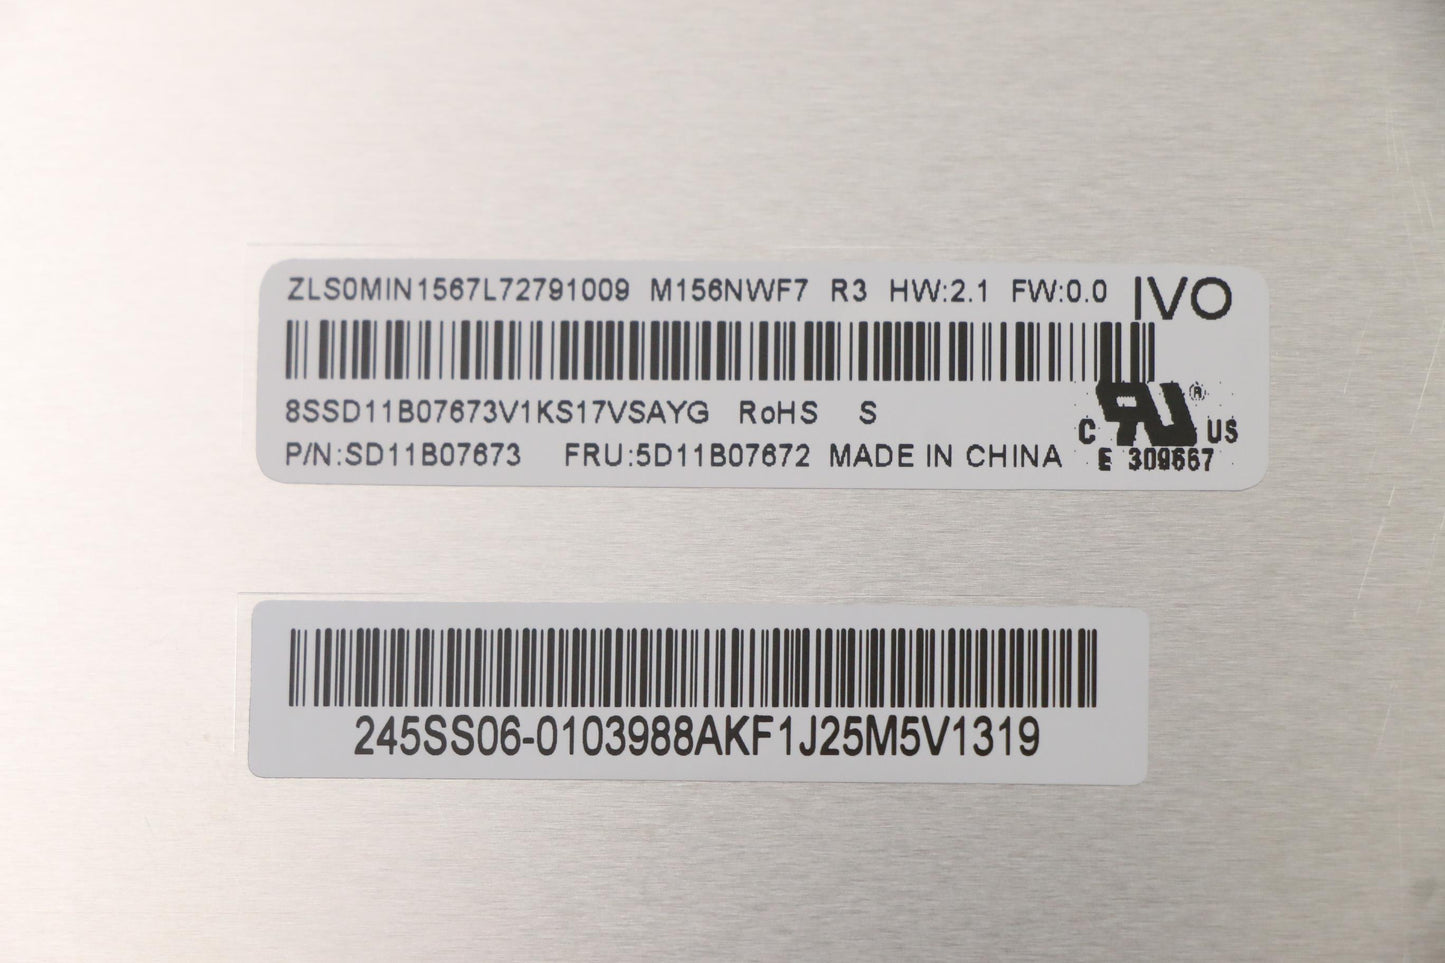 ZLS0MIN1567L72791009 M156NWF7 R3 HW:2.1 FW:0.0 IVO
8SSD11B07673V1KS17VSAYG RoHS S
P/N:SD11B07673 FRU:5D11B07672 MADE IN CHINA
C RU ® US
E 309667
245SS06-0103988AKF1J25M5V1319